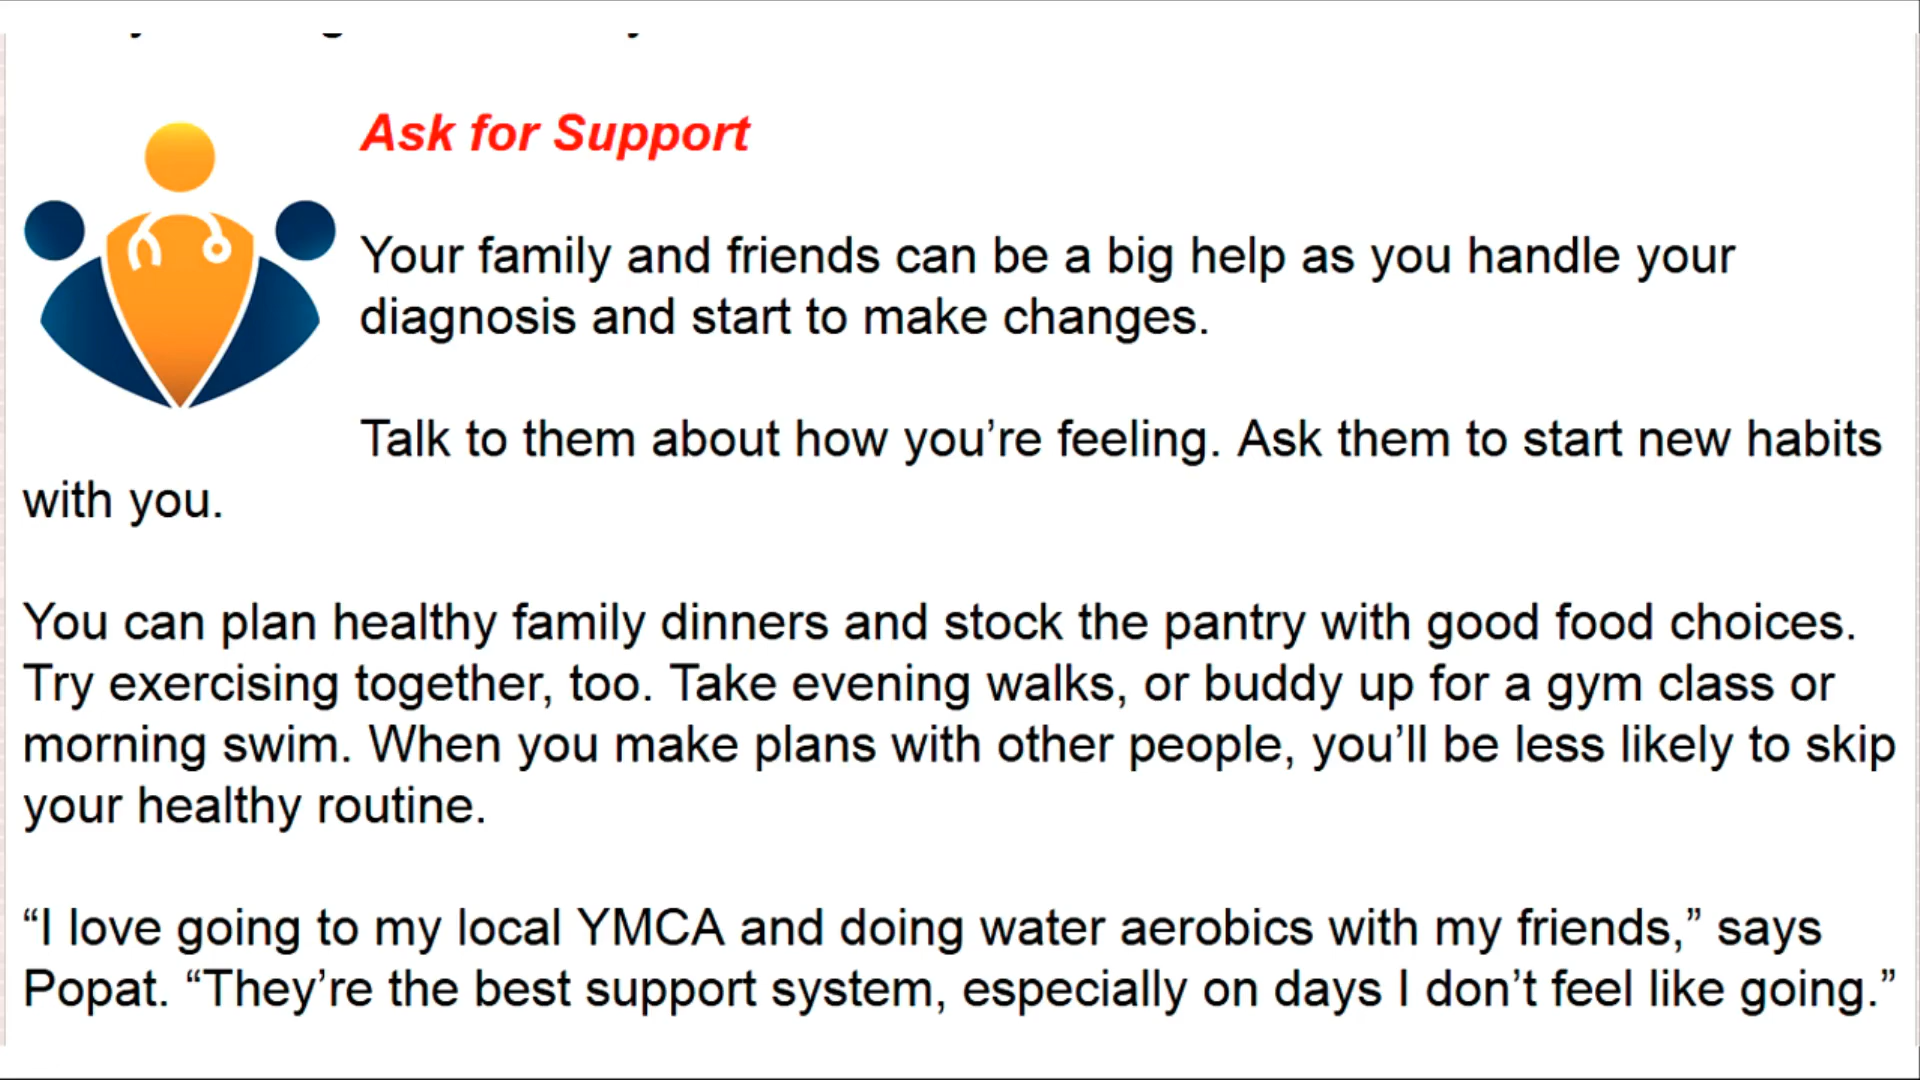 Ask for Support
Your family and friends can be a big help as you handle your
diagnosis and start to make changes.
Talk to them about how you’re feeling. Ask them to start new habits
with you.
You can plan healthy family dinners and stock the pantry with good food choices.
Try exercising together, too. Take evening walks, or buddy up for a gym class or
morning swim. When you make plans with other people, you’ll be less likely to skip
your healthy routine.
“I love going to my local YMCA and doing water aerobics with my friends,” says
Popat. “They’re the best support system, especially on days I don’t feel like going.”